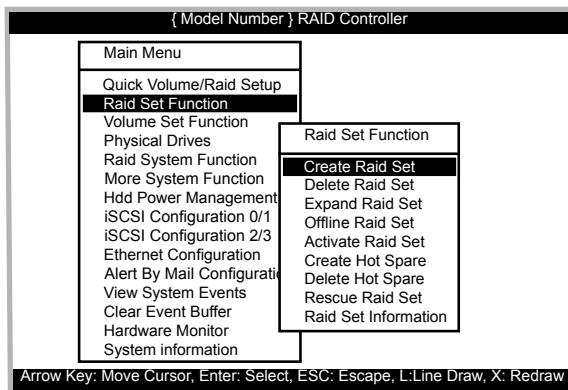 { Model Number } RAID Controller
Main Menu
Quick Volume/Raid Setup
Raid Set Function
Volume Set Function
Physical Drives
Raid System Function
More System Function
Hdd Power Management
iSCSI Configuration 0/1
iSCSI Configuration 2/3
Ethernet Configuration
Alert By Mail Configuratio
View System Events
Clear Event Buffer
Hardware Monitor
System information
Raid Set Function
Create Raid Set
Delete Raid Set
Expand Raid Set
Offline Raid Set
Activate Raid Set
Create Hot Spare
Delete Hot Spare
Rescue Raid Set
Raid Set Information
Arrow Key: Move Cursor, Enter: Select, ESC: Escape, L:Line Draw, X: Redraw